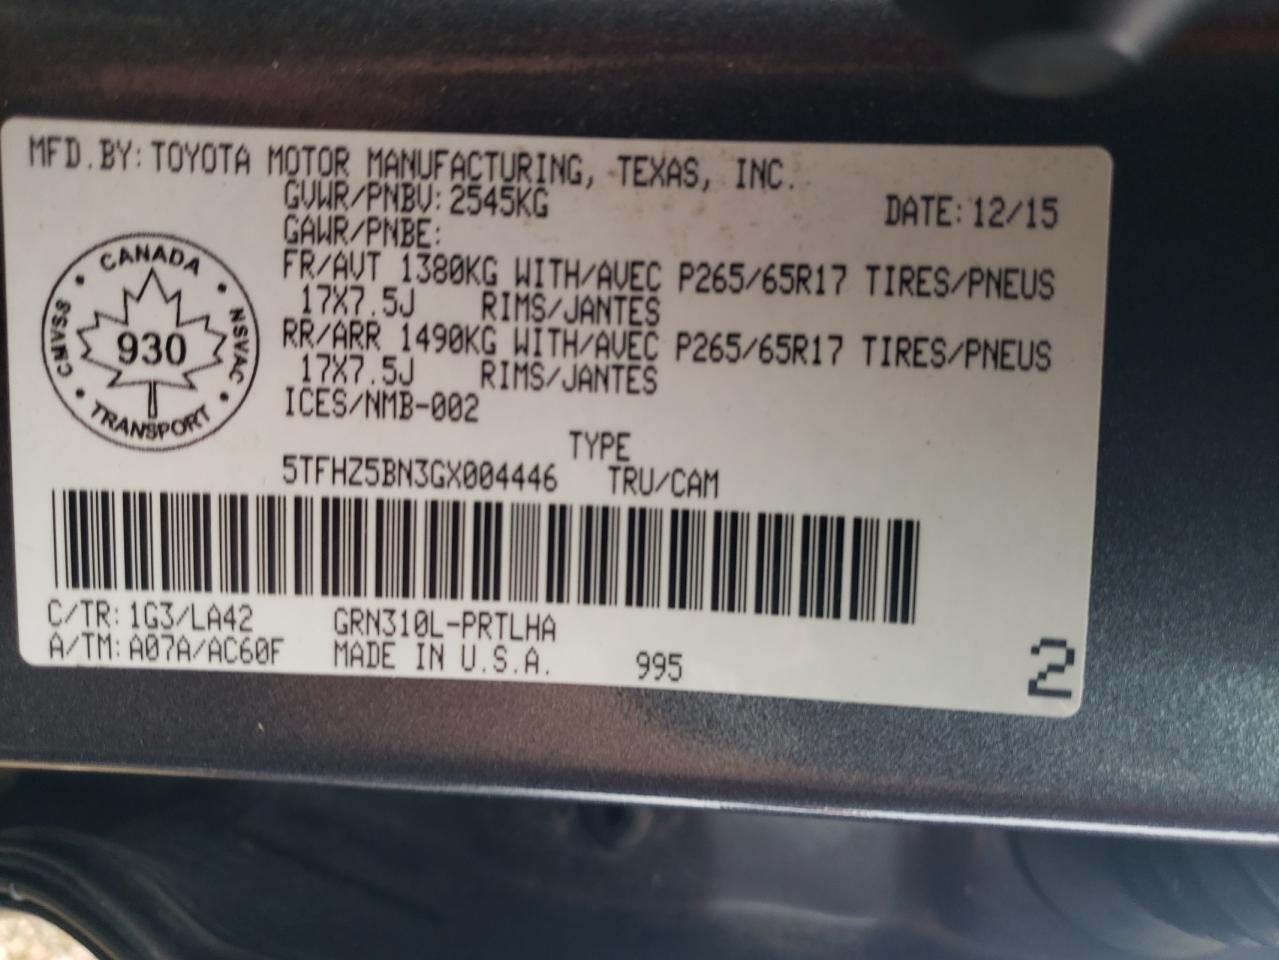 MFD.BY: TOYOTA MOTOR MANUFACTURING, TEXAS, INC.
GVWR/PNBV: 2545KG
DATE: 12/15
GAWR/PNBE:
FR/AVT 1380KG WITH/AVEC P265/65R17 TIRES/PNEUS
17X7.5J RIMS/JANTES
RR/ARR 1490KG WITH/AVEC P265/65R17 TIRES/PNEUS
17X7.5J RIMS/JANTES
ICES/NMB-002
CANADA
CMVSS
930
NSVAC
TRANSPORT
TYPE
5TFHZ5BN3GX004446 TRU/CAM
C/TR: 1G3/LA42 GRN310L-PRTLHA
A/TM: A07A/AC60F MADE IN U.S.A. 995
2